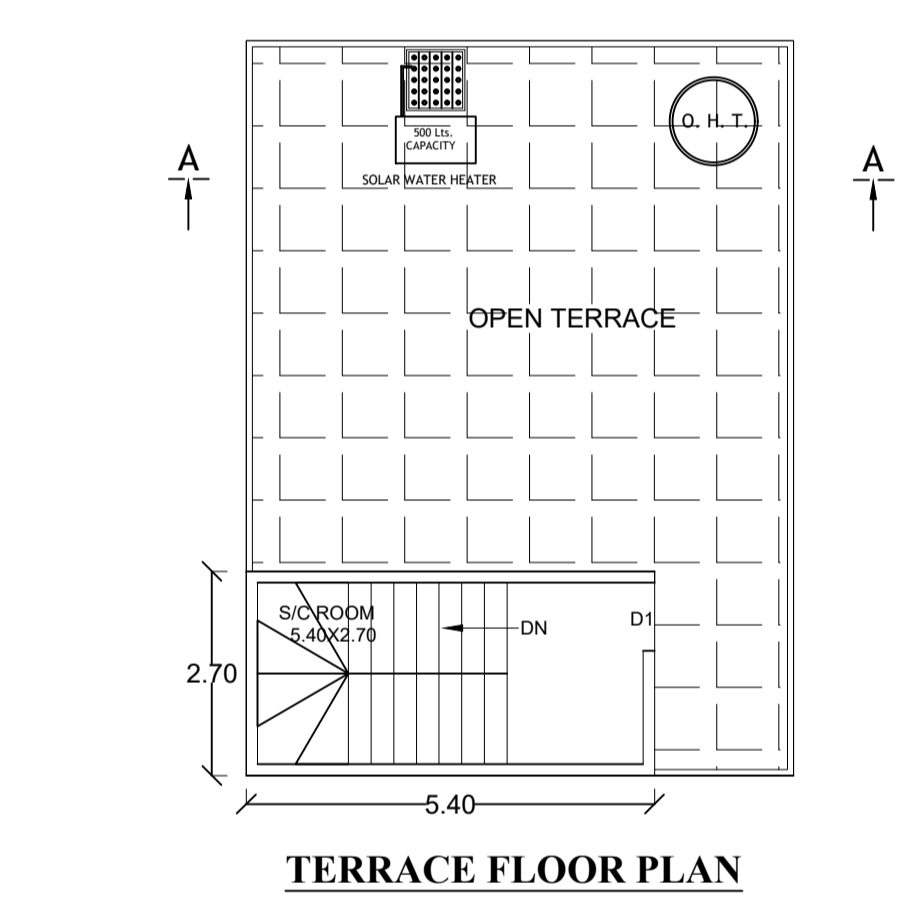 O. H. T.
500 Lts.
CAPACITY
A
A
SOLAR WATER HEATER
OPEN TERRACE
S/C ROOM
5.40X2.70
DN
D1
2.70
5.40
TERRACE FLOOR PLAN